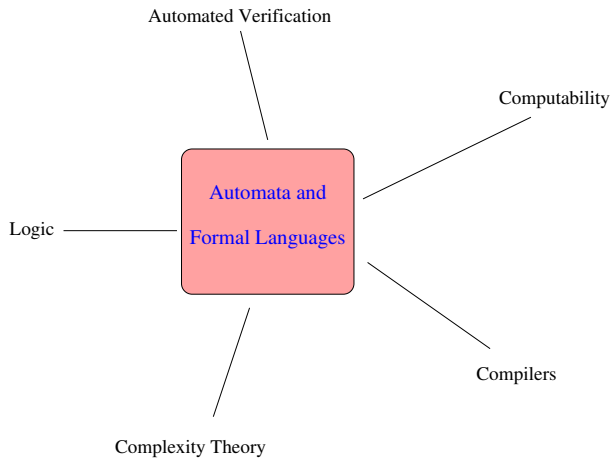 Automated Verification
Computability
Automata and
Formal Languages
Logic
Compilers
Complexity Theory